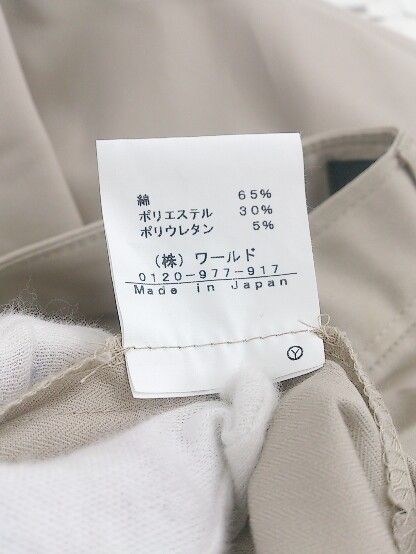 綿 65%
ポリエステル 30%
ポリウレタン 5%
(株)ワールド
0120-977-917
Made in Japan
Y